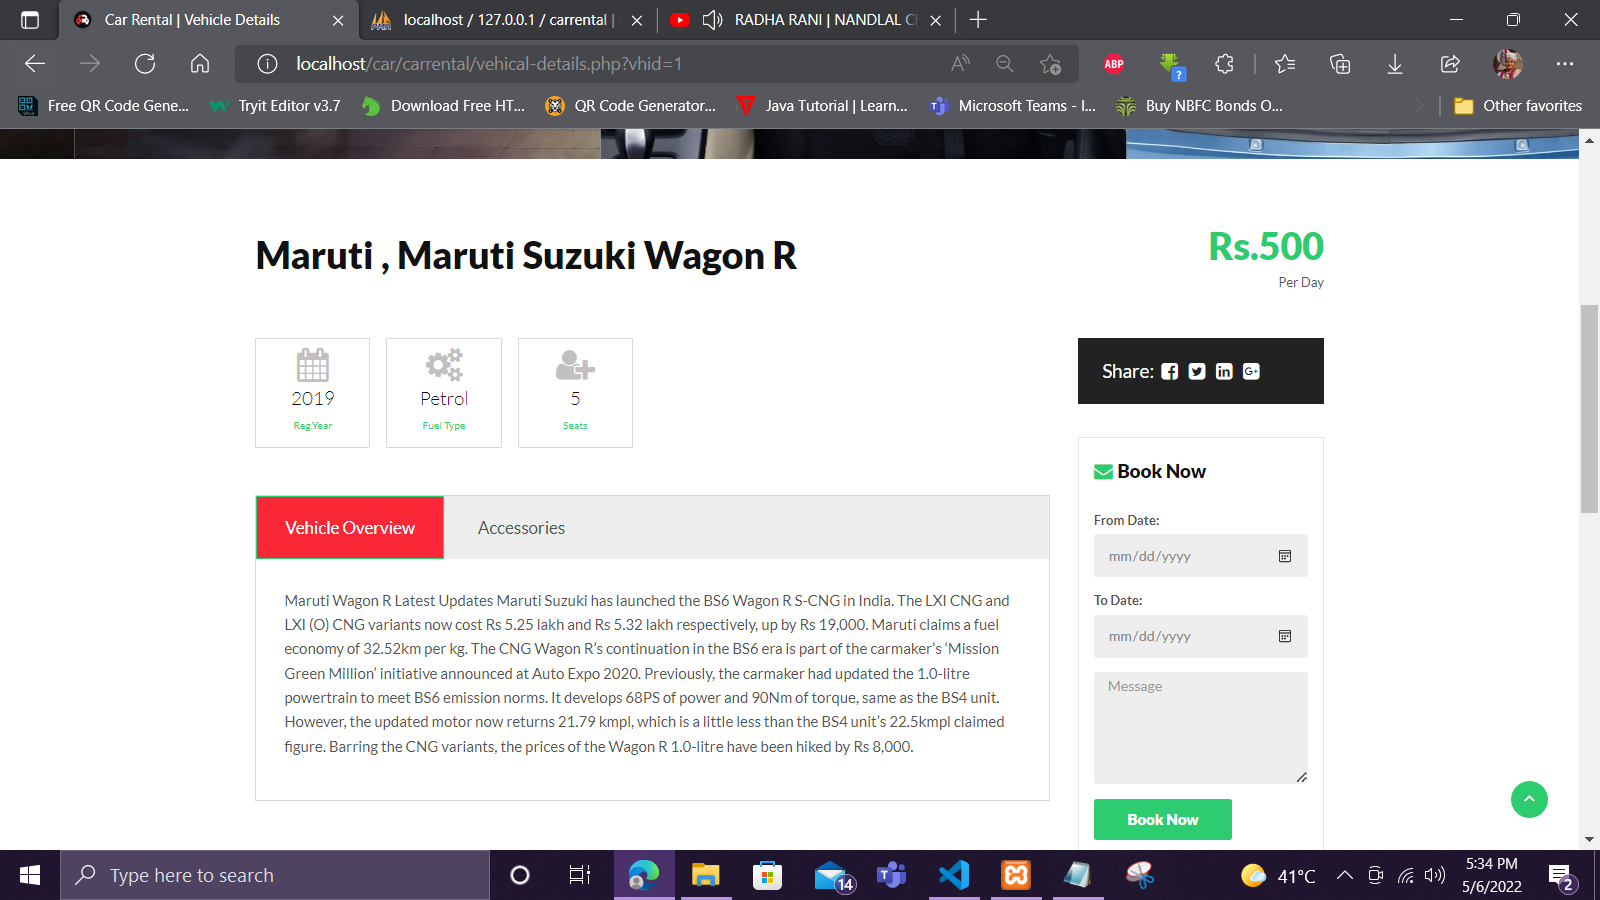 Car Rental | Vehicle Details
localhost / 127.0.0.1 / carrental |
RADHA RANI | NANDLAL C
localhost/car/carrental/vehical-details.php?vhid=1
ABP
?
Free QR Code Gene...
Tryit Editor v3.7
Download Free HT...
QR Code Generator...
Java Tutorial | Learn...
Microsoft Teams - I...
Buy NBFC Bonds O...
Other favorites
Maruti , Maruti Suzuki Wagon R
Rs.500
Per Day
2019
Reg.Year
Petrol
Fuel Type
5
Seats
Share:
Vehicle Overview
Accessories
Maruti Wagon R Latest Updates Maruti Suzuki has launched the BS6 Wagon R S-CNG in India. The LXI CNG and
LXI (O) CNG variants now cost Rs 5.25 lakh and Rs 5.32 lakh respectively, up by Rs 19,000. Maruti claims a fuel
economy of 32.52km per kg. The CNG Wagon R’s continuation in the BS6 era is part of the carmaker’s ‘Mission
Green Million’ initiative announced at Auto Expo 2020. Previously, the carmaker had updated the 1.0-litre
powertrain to meet BS6 emission norms. It develops 68PS of power and 90Nm of torque, same as the BS4 unit.
However, the updated motor now returns 21.79 kmpl, which is a little less than the BS4 unit’s 22.5kmpl claimed
figure. Barring the CNG variants, the prices of the Wagon R 1.0-litre have been hiked by Rs 8,000.
Book Now
From Date:
mm/dd/yyyy
To Date:
mm/dd/yyyy
Message
Book Now
Type here to search
14
41°C
5:34 PM
5/6/2022
2